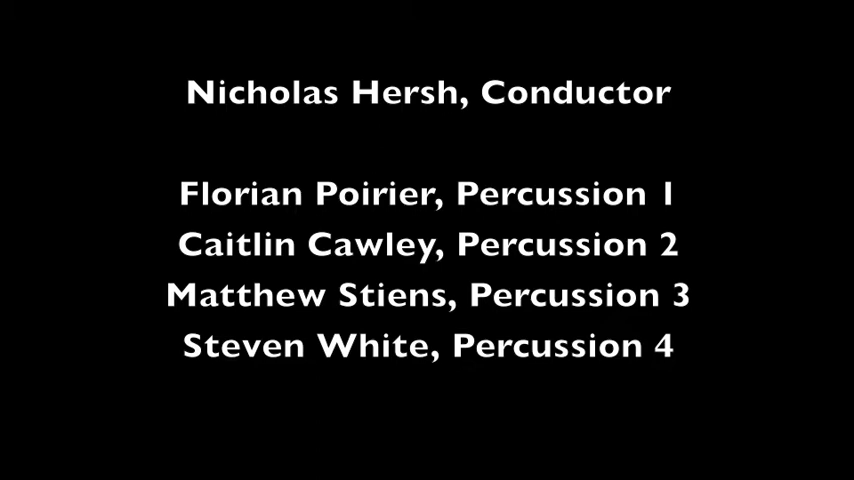 Nicholas Hersh, Conductor
Florian Poirier, Percussion 1
Caitlin Cawley, Percussion 2
Matthew Stiens, Percussion 3
Steven White, Percussion 4